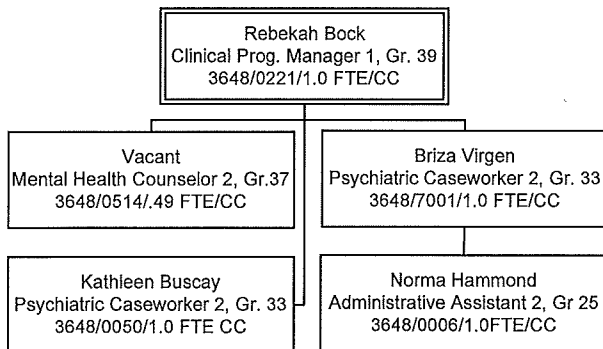 Rebekah Bock
Clinical Prog. Manager 1, Gr. 39
3648/0221/1.0 FTE/CC
Vacant
Mental Health Counselor 2, Gr.37
3648/0514/.49 FTE/CC
Briza Virgen
Psychiatric Caseworker 2, Gr. 33
3648/7001/1.0 FTE/CC
Kathleen Buscay
Psychiatric Caseworker 2, Gr. 33
3648/0050/1.0 FTE CC
Norma Hammond
Administrative Assistant 2, Gr 25
3648/0006/1.0FTE/CC